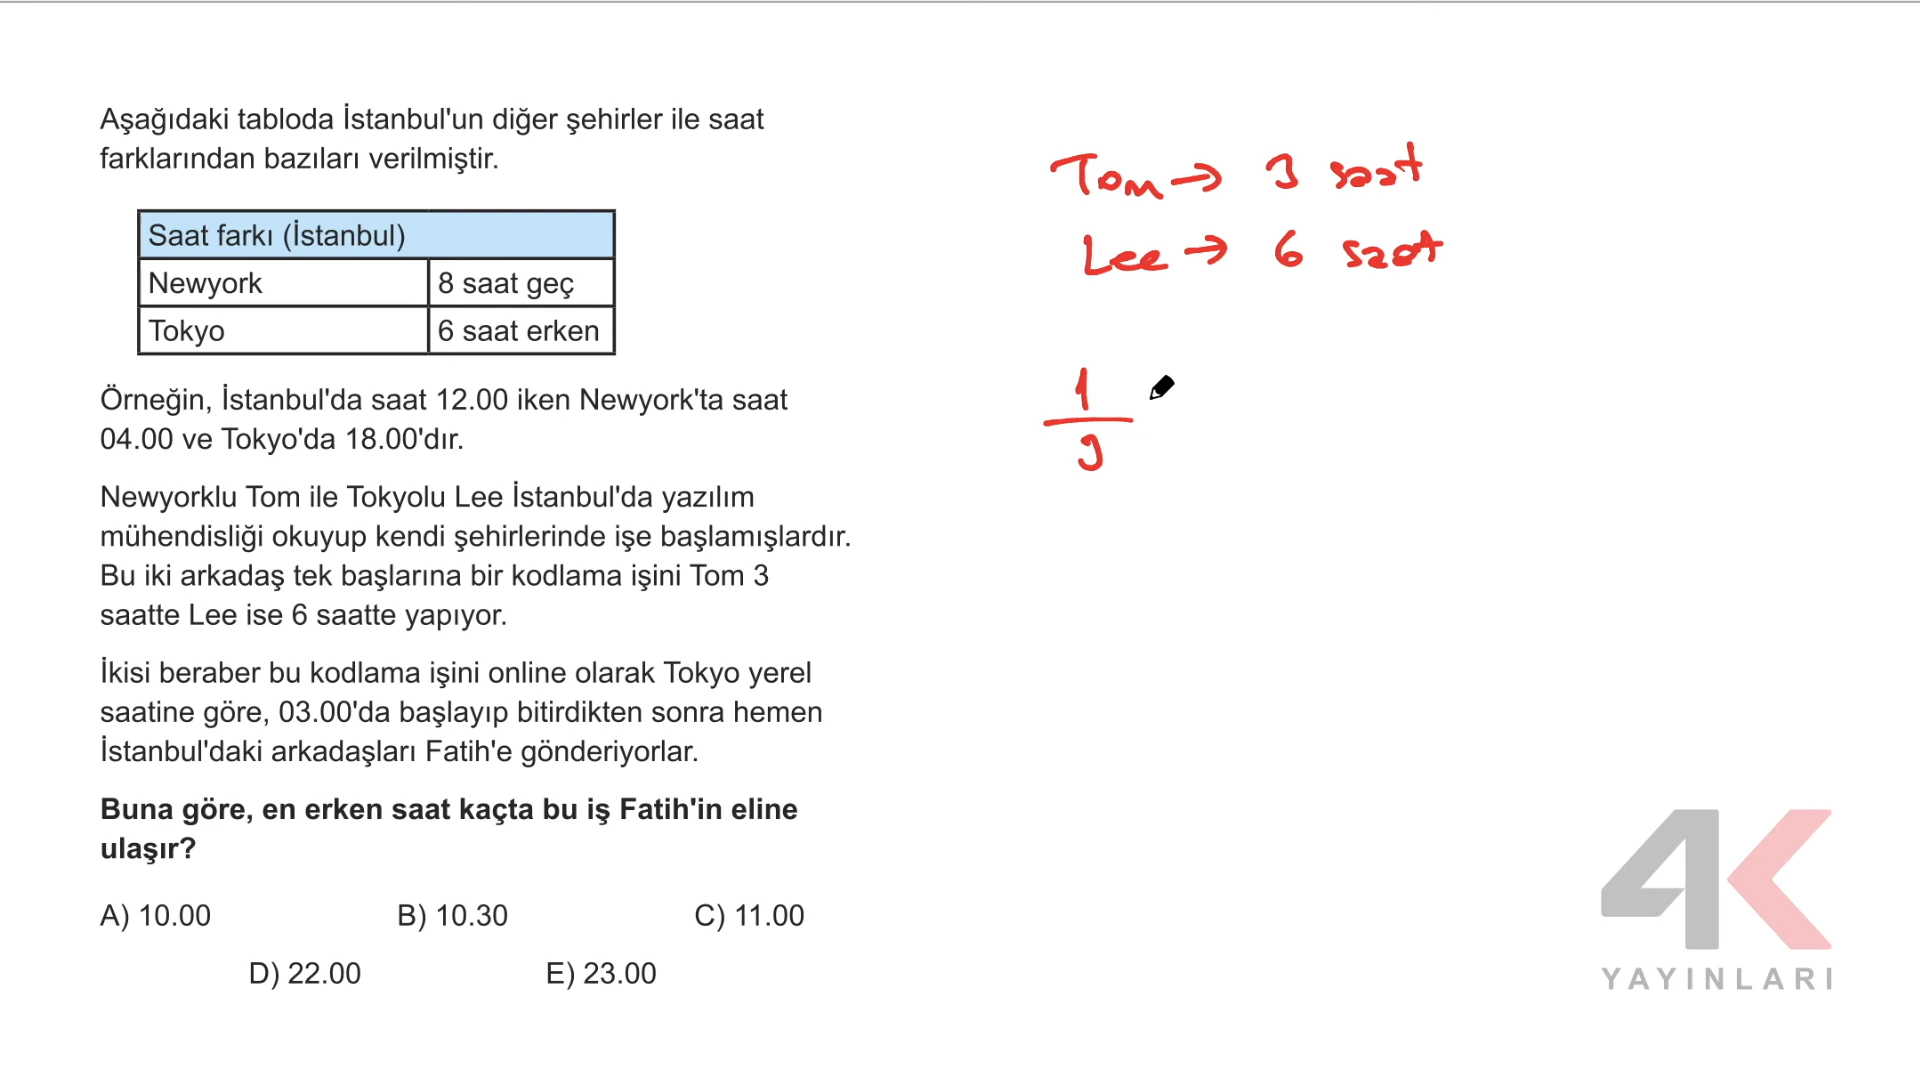 Aşağıdaki tabloda İstanbul'un diğer şehirler ile saat
farklarından bazıları verilmiştir.
Saat farkı (İstanbul)
Newyork 8 saat geç
Tokyo 6 saat erken
Örneğin, İstanbul'da saat 12.00 iken Newyork'ta saat
04.00 ve Tokyo'da 18.00'dır.
Newyorklu Tom ile Tokyolu Lee İstanbul'da yazılım
mühendisliği okuyup kendi şehirlerinde işe başlamışlardır.
Bu iki arkadaş tek başlarına bir kodlama işini Tom 3
saatte Lee ise 6 saatte yapıyor.
İkisi beraber bu kodlama işini online olarak Tokyo yerel
saatine göre, 03.00'da başlayıp bitirdikten sonra hemen
İstanbul'daki arkadaşları Fatih'e gönderiyorlar.
Buna göre, en erken saat kaçta bu iş Fatih'in eline
ulaşır?
A) 10.00 B) 10.30 C) 11.00
D) 22.00 E) 23.00
Tom → 3 saat
Lee → 6 saat
1
9
4K
YAYINLARI